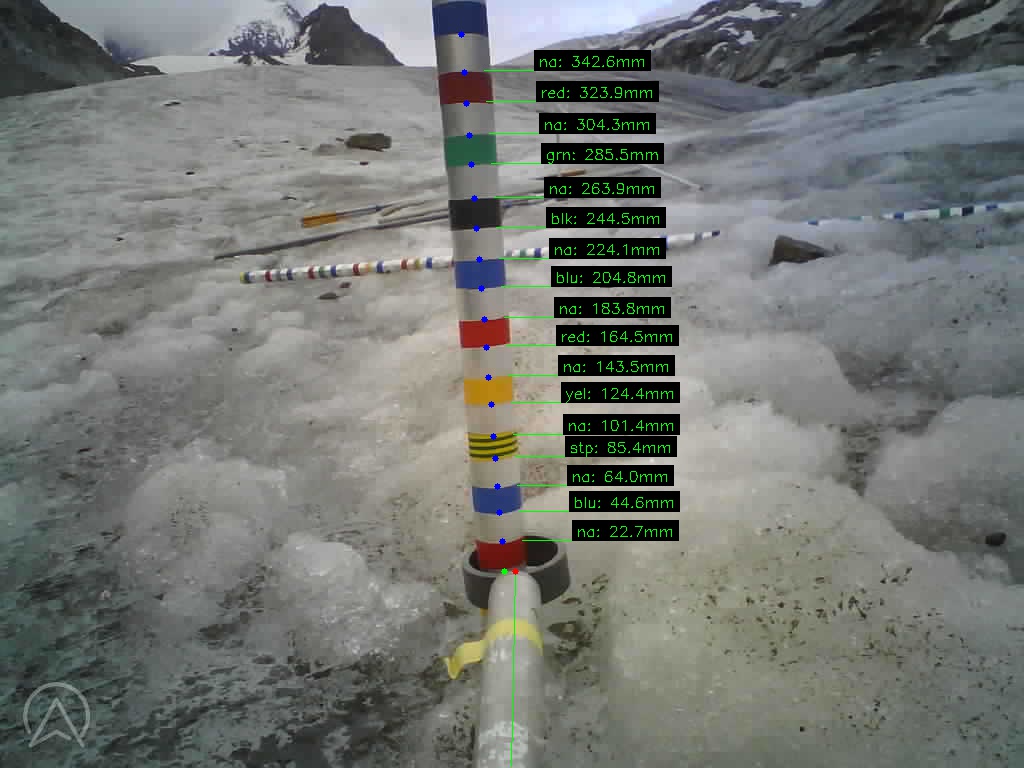 na: 342.6mm
red: 323.9mm
na: 304.3mm
grn: 285.5mm
na: 263.9mm
blk: 244.5mm
na: 224.1mm
blu: 204.8mm
na: 183.8mm
red: 164.5mm
na: 143.5mm
yel: 124.4mm
na: 101.4mm
stp: 85.4mm
na: 64.0mm
blu: 44.6mm
na: 22.7mm